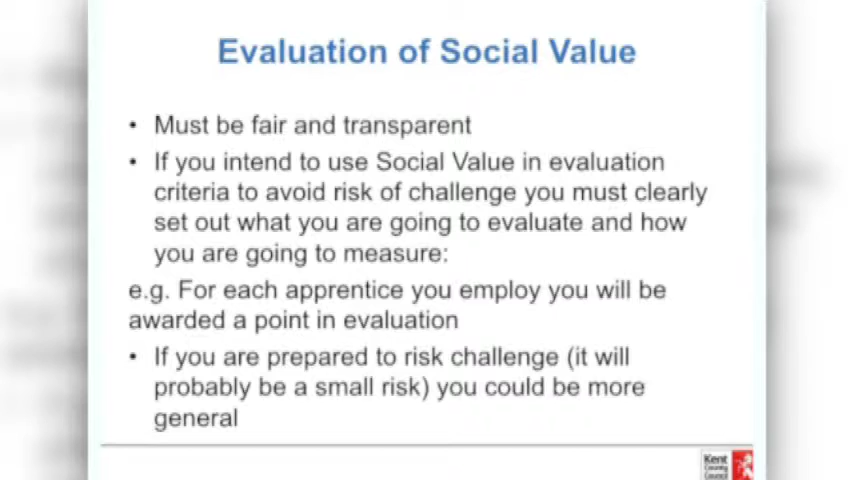 Evaluation of Social Value
• Must be fair and transparent
• If you intend to use Social Value in evaluation
criteria to avoid risk of challenge you must clearly
set out what you are going to evaluate and how
you are going to measure:
e.g. For each apprentice you employ you will be
awarded a point in evaluation
• If you are prepared to risk challenge (it will
probably be a small risk) you could be more
general
Kent
County
Council